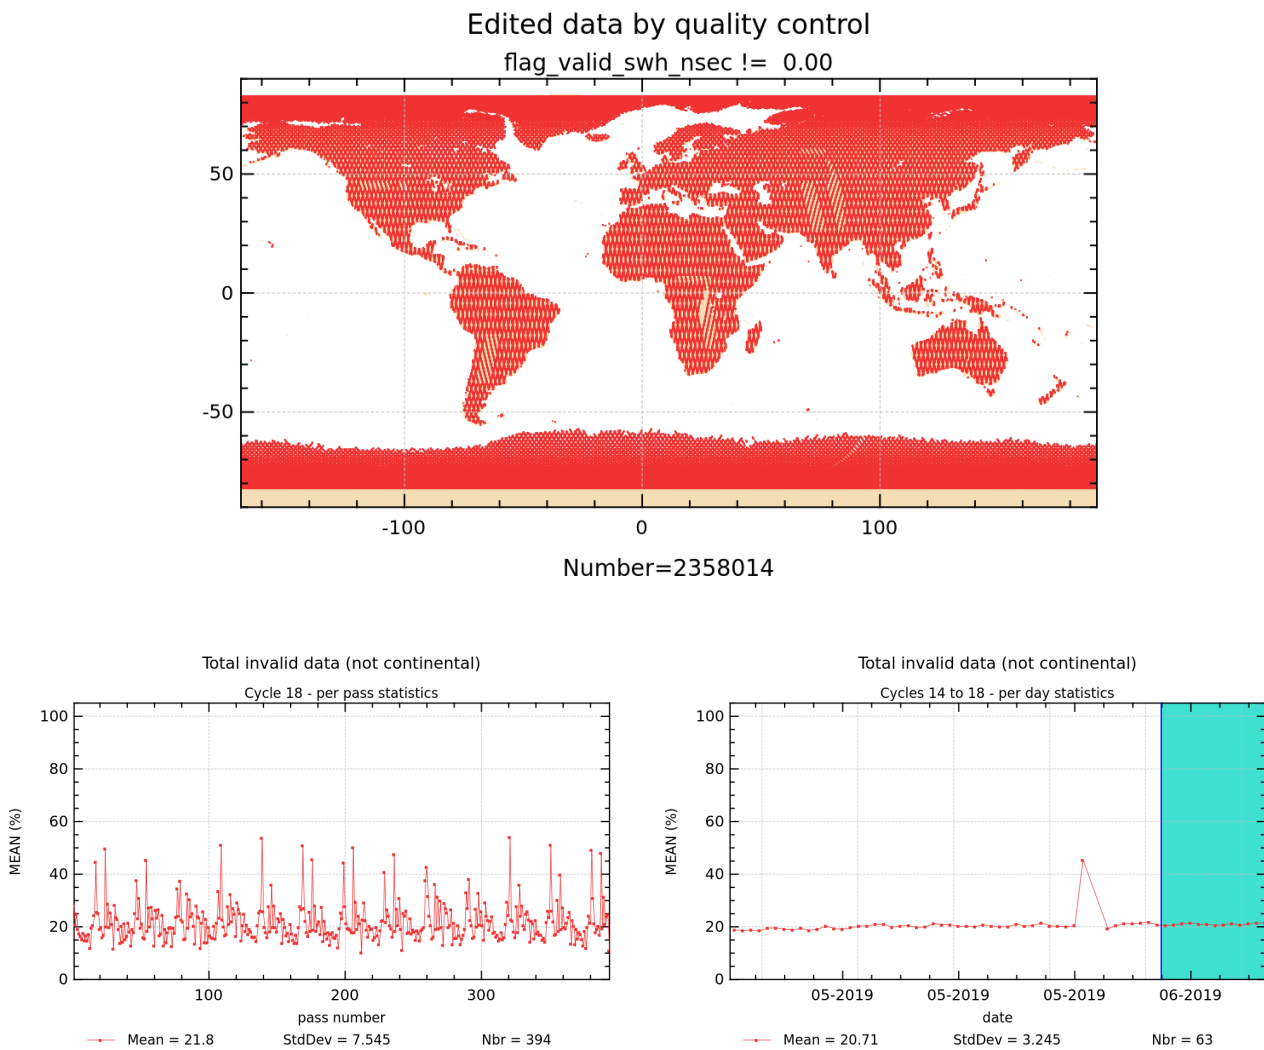 Edited data by quality control
flag_valid_swh_nsec !=  0.00
50
0
-50
-100
0
100
Number=2358014
Total invalid data (not continental)
Cycle 18 - per pass statistics
MEAN (%)
100
80
60
40
20
0
100
200
300
pass number
Mean = 21.8
StdDev = 7.545
Nbr = 394
Total invalid data (not continental)
Cycles 14 to 18 - per day statistics
MEAN (%)
100
80
60
40
20
0
05-2019
05-2019
05-2019
06-2019
date
Mean = 20.71
StdDev = 3.245
Nbr = 63